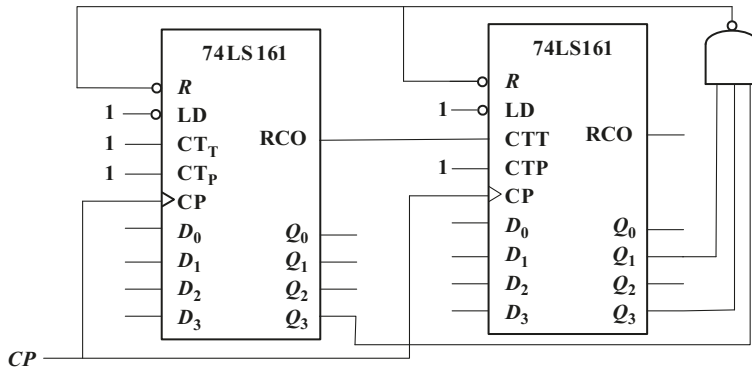 74LS161
R
1 LD
1 CT_T
RCO
1 CT_P
CP
D_0 Q_0
D_1 Q_1
D_2 Q_2
D_3 Q_3
74LS161
R
1 LD
CTT
RCO
1 CTP
CP
D_0 Q_0
D_1 Q_1
D_2 Q_2
D_3 Q_3
CP